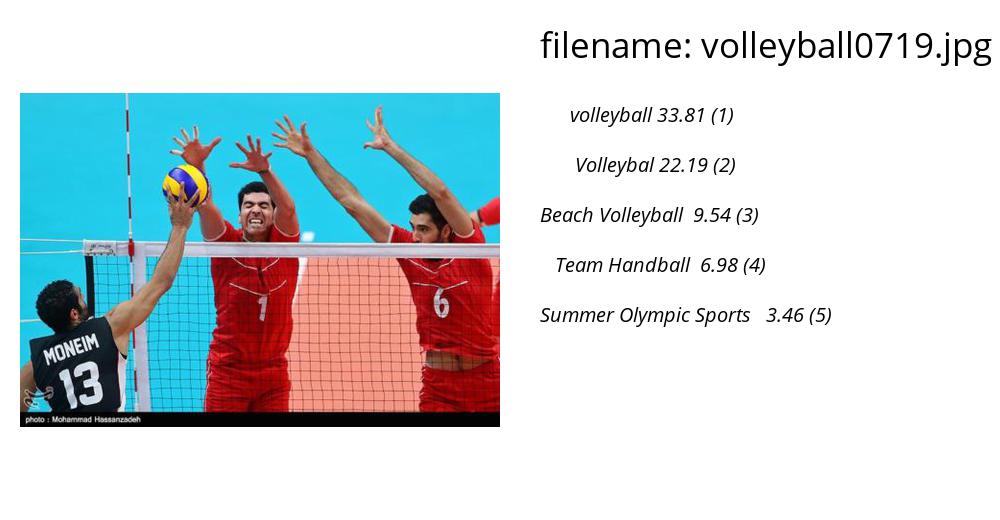 filename: volleyball0719.jpg
volleyball 33.81 (1)
Volleybal 22.19 (2)
Beach Volleyball 9.54 (3)
Team Handball 6.98 (4)
Summer Olympic Sports 3.46 (5)
1
6
MONEIM
13
photo : Mohammad Hassanzadeh